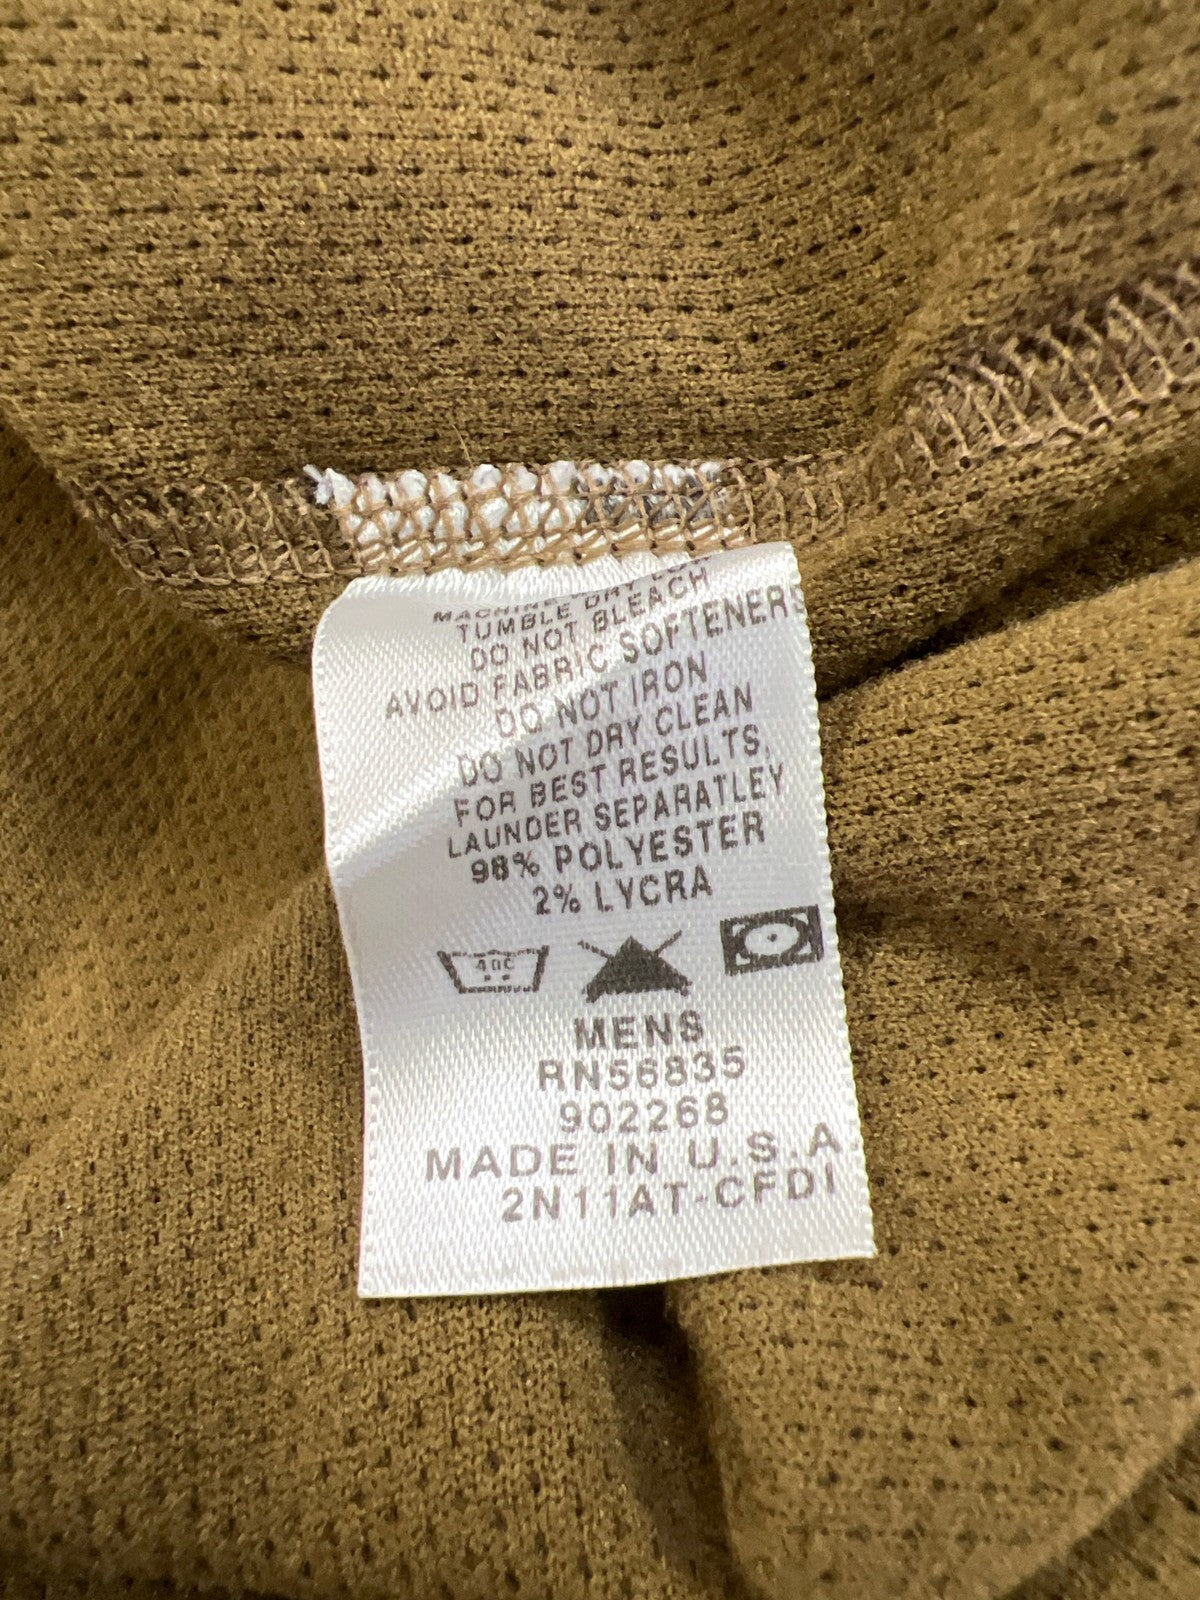 TUMBLE DRY
DO NOT BLEACH
AVOID FABRIC SOFTENERS
DO NOT IRON
DO NOT DRY CLEAN
FOR BEST RESULTS,
LAUNDER SEPARATLEY
98% POLYESTER
2% LYCRA
40C
MENS
RN56835
902268
MADE IN U.S.A
2N11AT-CFDI